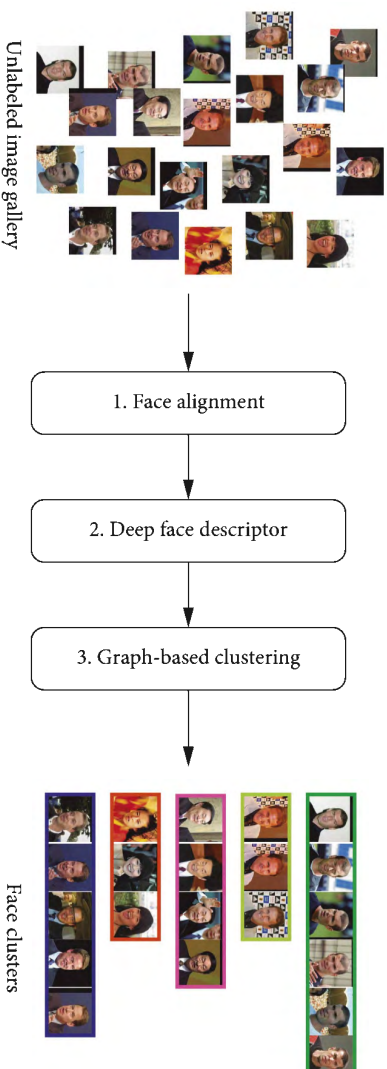 Unlabeled image gallery
1. Face alignment
2. Deep face descriptor
3. Graph-based clustering
Face clusters